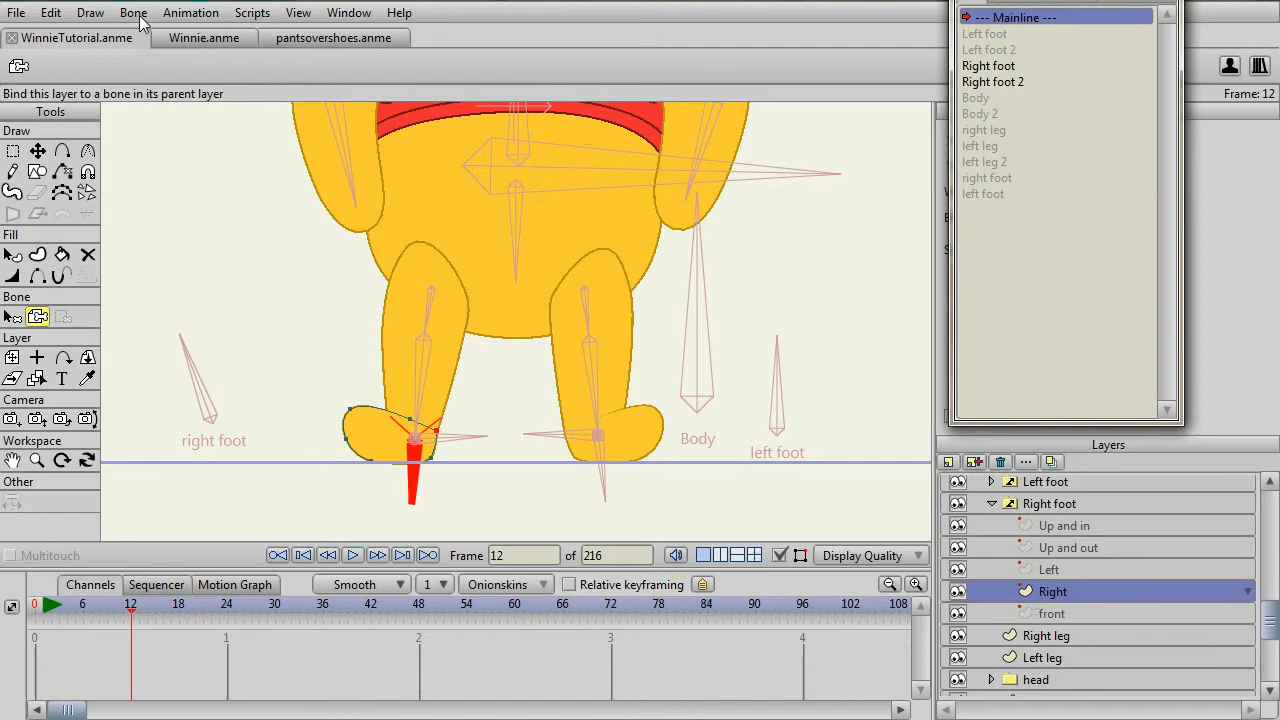 File Edit Draw Bone Animation Scripts View Window Help
WinnieTutorial.anme Winnie.anme pantsovershoes.anme
Bind this layer to a bone in its parent layer
Frame: 12
Tools
Draw
Fill
Bone
Layer
Camera
Workspace
Other
right foot
Body
left foot
--- Mainline ---
Left foot
Left foot 2
Right foot
Right foot 2
Body
Body 2
right leg
left leg
left leg 2
right foot
left foot
Layers
Left foot
Right foot
Up and in
Up and out
Left
Right
front
Right leg
Left leg
head
Multitouch
Frame 12 of 216 Display Quality
Channels Sequencer Motion Graph Smooth 1 Onionskins Relative keyframing
0 6 12 18 24 30 36 42 48 54 60 66 72 78 84 90 96 102 108
0 1 2 3 4